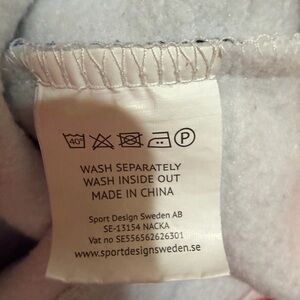 40°
P
WASH SEPARATELY
WASH INSIDE OUT
MADE IN CHINA
Sport Design Sweden AB
SE-13154 NACKA
Vat no SE556562626301
www.sportdesignsweden.se